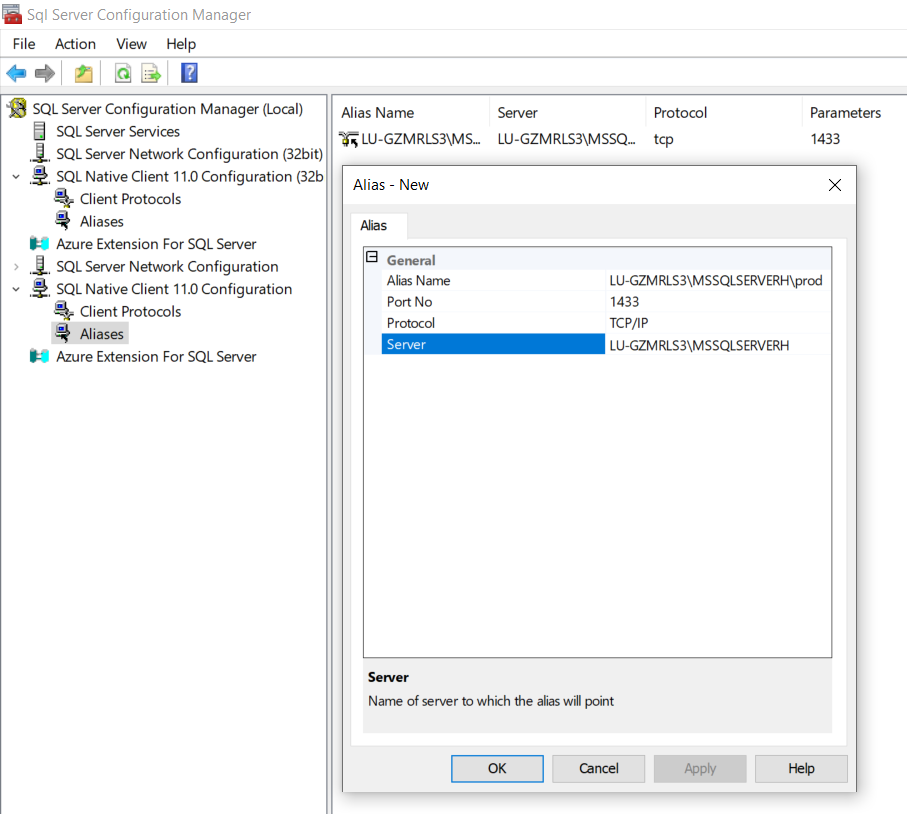 Sql Server Configuration Manager
File Action View Help
SQL Server Configuration Manager (Local)
SQL Server Services
SQL Server Network Configuration (32bit)
SQL Native Client 11.0 Configuration (32b
Client Protocols
Aliases
Azure Extension For SQL Server
SQL Server Network Configuration
SQL Native Client 11.0 Configuration
Client Protocols
Aliases
Azure Extension For SQL Server
Alias Name Server Protocol Parameters
LU-GZMRLS3\MS... LU-GZMRLS3\MSSQ... tcp 1433
Alias - New
Alias
General
Alias Name LU-GZMRLS3\MSSQLSERVERH\prod
Port No 1433
Protocol TCP/IP
Server LU-GZMRLS3\MSSQLSERVERH
Server
Name of server to which the alias will point
OK Cancel Apply Help